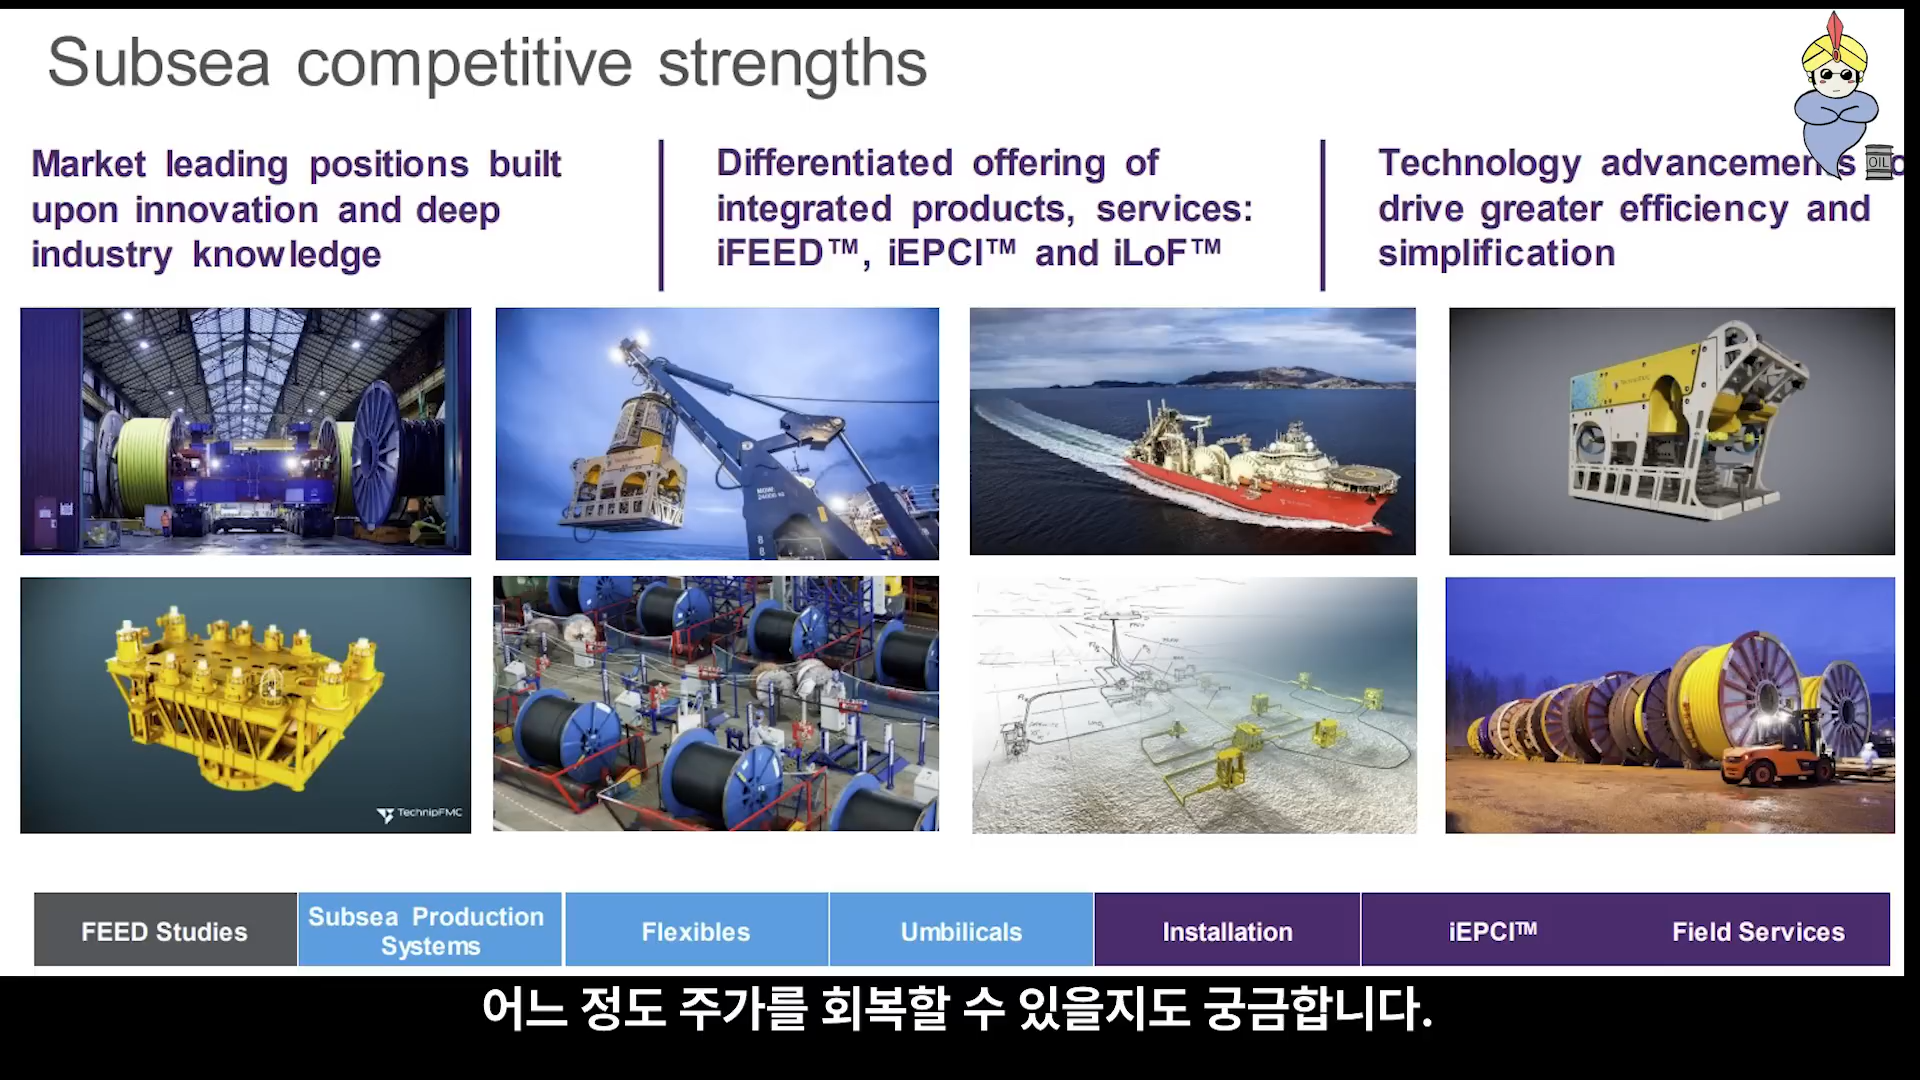 Subsea competitive strengths
Market leading positions built
upon innovation and deep
industry knowledge
Differentiated offering of
integrated products, services:
iFEED™, iEPCI™ and iLoF™
Technology advancements
drive greater efficiency and
simplification
OIL
TechnipFMC
FEED Studies
Subsea Production
Systems
Flexibles
Umbilicals
Installation
iEPCI™
Field Services
어느 정도 주가를 회복할 수 있을지도 궁금합니다.